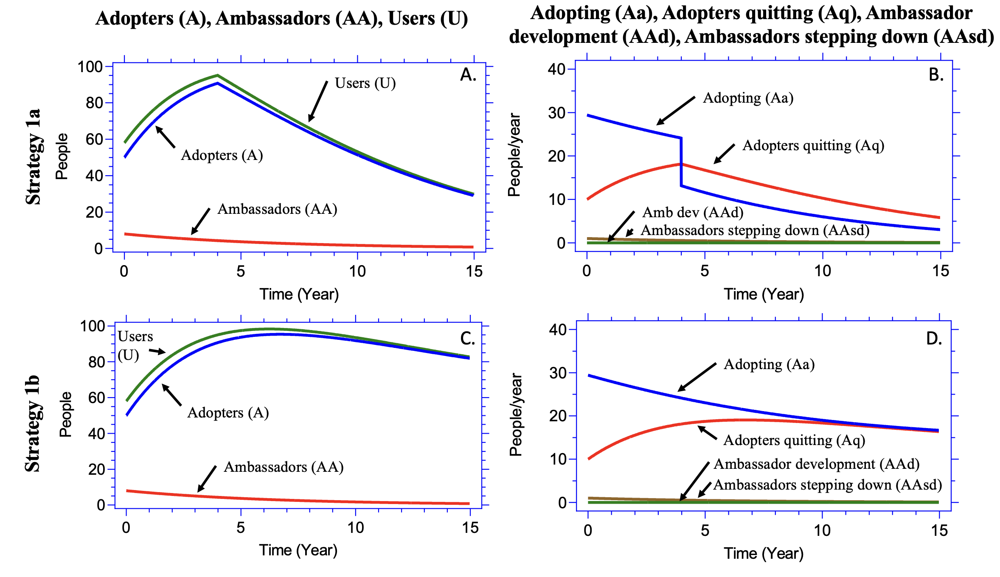 Adopters (A), Ambassadors (AA), Users (U)
Adopting (Aa), Adopters quitting (Aq), Ambassador
development (AAd), Ambassadors stepping down (AAsd)
Strategy 1a
People
100
80
60
40
20
0
A.
Users (U)
Adopters (A)
Ambassadors (AA)
0 5 10 15
Time (Year)
People/year
40
30
20
10
0
B.
Adopting (Aa)
Adopters quitting (Aq)
Amb dev (AAd)
Ambassadors stepping down (AAsd)
0 5 10 15
Time (Year)
Strategy 1b
People
100
80
60
40
20
0
C.
Users
(U)
Adopters (A)
Ambassadors (AA)
0 5 10 15
Time (Year)
People/year
40
30
20
10
0
D.
Adopting (Aa)
Adopters quitting (Aq)
Ambassador development (AAd)
Ambassadors stepping down (AAsd)
0 5 10 15
Time (Year)